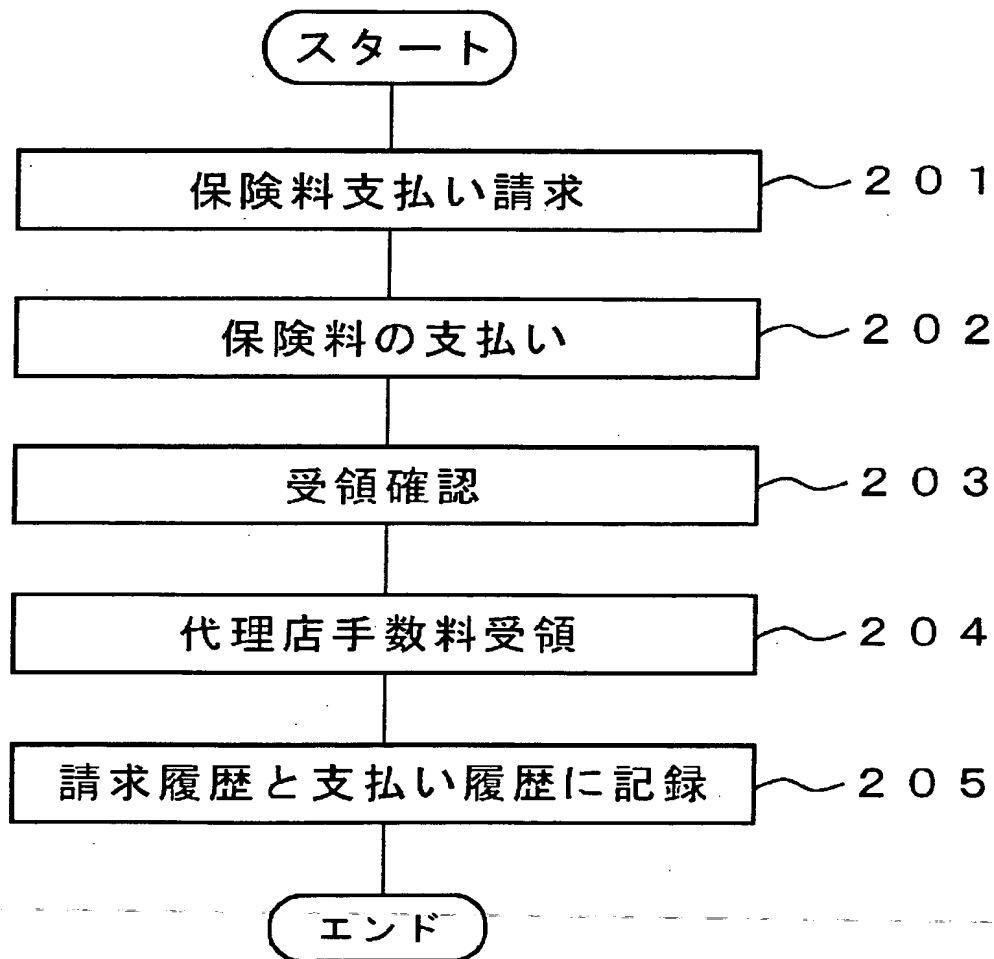 スタート
保険料支払い請求 201
保険料の支払い 202
受領確認 203
代理店手数料受領 204
請求履歴と支払い履歴に記録 205
エンド